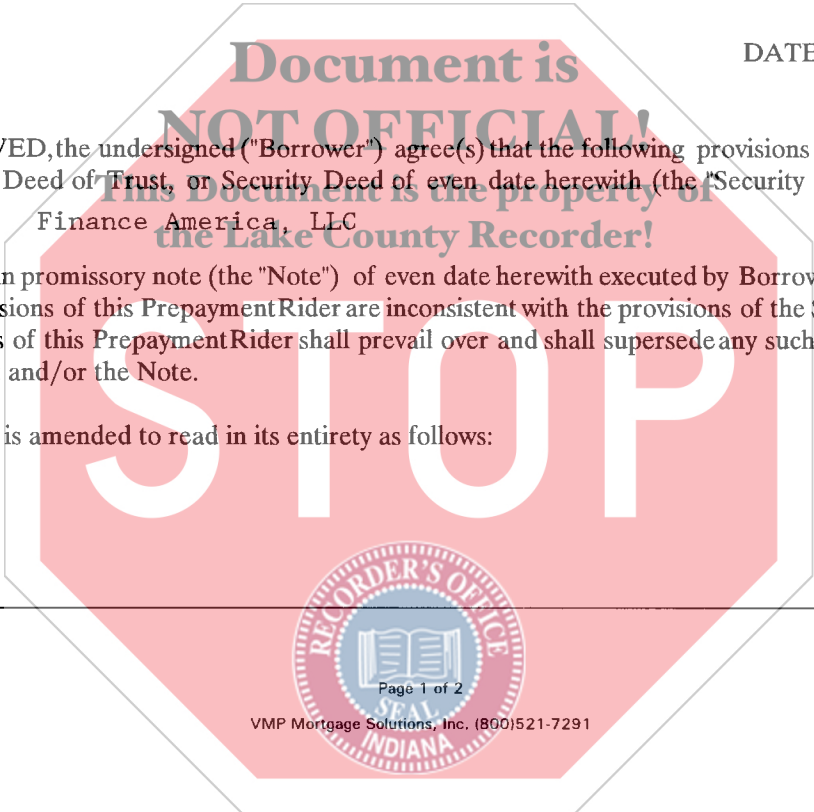 Document is
DATE
NOT OFFICIAL!
VED, the undersigned ("Borrower") agree(s) that the following provisions
Deed of Trust, or Security Deed of even date herewith (the "Security
This Document is the property of
Finance America, LLC
the Lake County Recorder!
n promissory note (the "Note") of even date herewith executed by Borrow
sions of this Prepayment Rider are inconsistent with the provisions of the S
s of this Prepayment Rider shall prevail over and shall supersede any such
and/or the Note.
is amended to read in its entirety as follows:
STOP
RECORDER'S OFFICE
Page 1 of 2
SEAL
VMP Mortgage Solutions, Inc. (800)521-7291
INDIANA